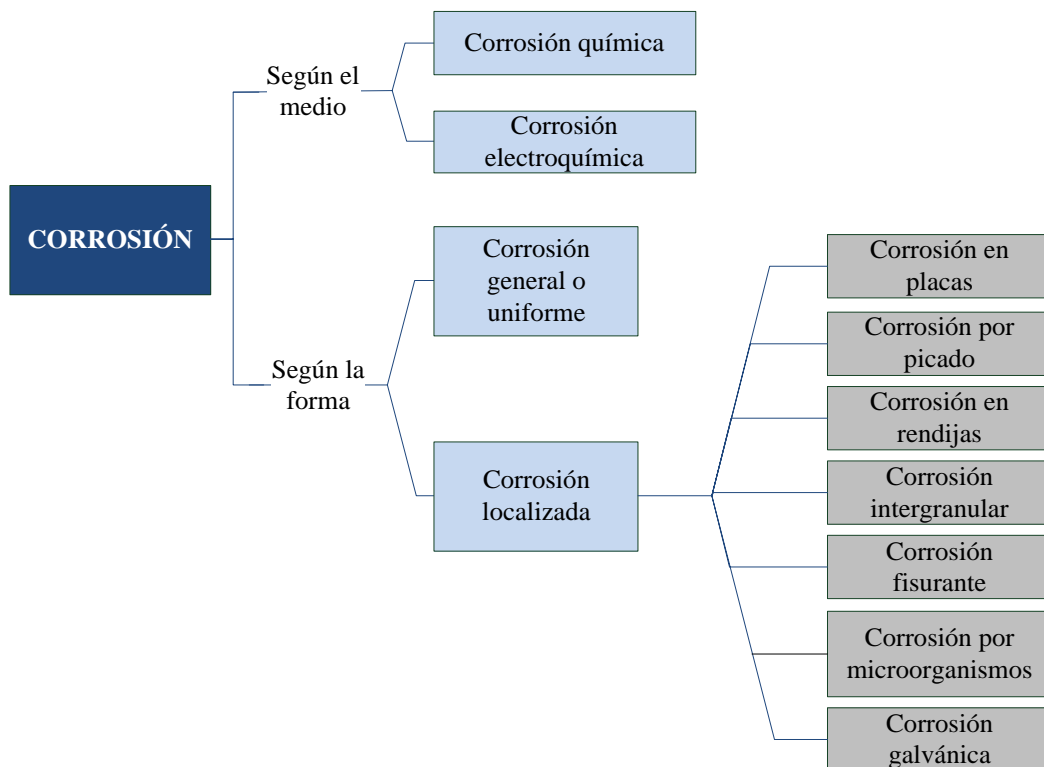 Corrosión química
Según el
medio
Corrosión
electroquímica
CORROSIÓN
Corrosión
general o
uniforme
Según la
forma
Corrosión
localizada
Corrosión en
placas
Corrosión por
picado
Corrosión en
rendijas
Corrosión
intergranular
Corrosión
fisurante
Corrosión por
microorganismos
Corrosión
galvánica